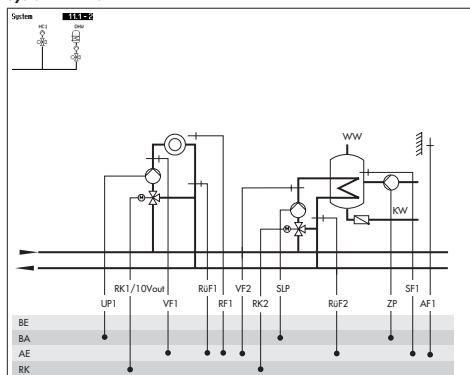 System 11.1 - 2
HC1 DHW
WW
KW
RK1/10Vout RüF1 VF2 SLP SF1
UP1 VF1 RF1 RK2 RüF2 ZP AF1
BE
BA
AE
RK